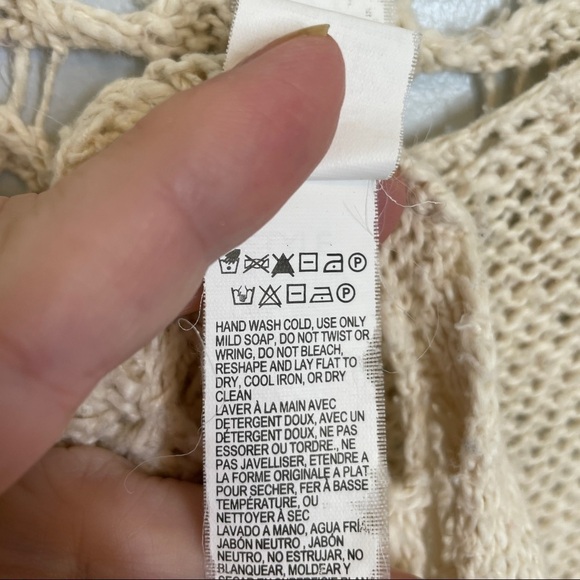 HAND WASH COLD, USE ONLY
MILD SOAP, DO NOT TWIST OR
WRING, DO NOT BLEACH,
RESHAPE AND LAY FLAT TO
DRY, COOL IRON, OR DRY
CLEAN
LAVER À LA MAIN AVEC
DETERGENT DOUX, AVEC UN
DÉTERGENT DOUX, NE PAS
ESSORER OU TORDRE., NE
PAS JAVELLISER, ETENDRE A
LA FORME ORIGINALE A PLAT
POUR SECHER, FER À BASSE
TEMPÉRATURE, OU
NETTOYER À SEC
LAVADO A MANO, AGUA FRÍA,
JABÓN NEUTRO , JABÓN
NEUTRO, NO ESTRUJAR, NO
BLANQUEAR, MOLDEAR Y